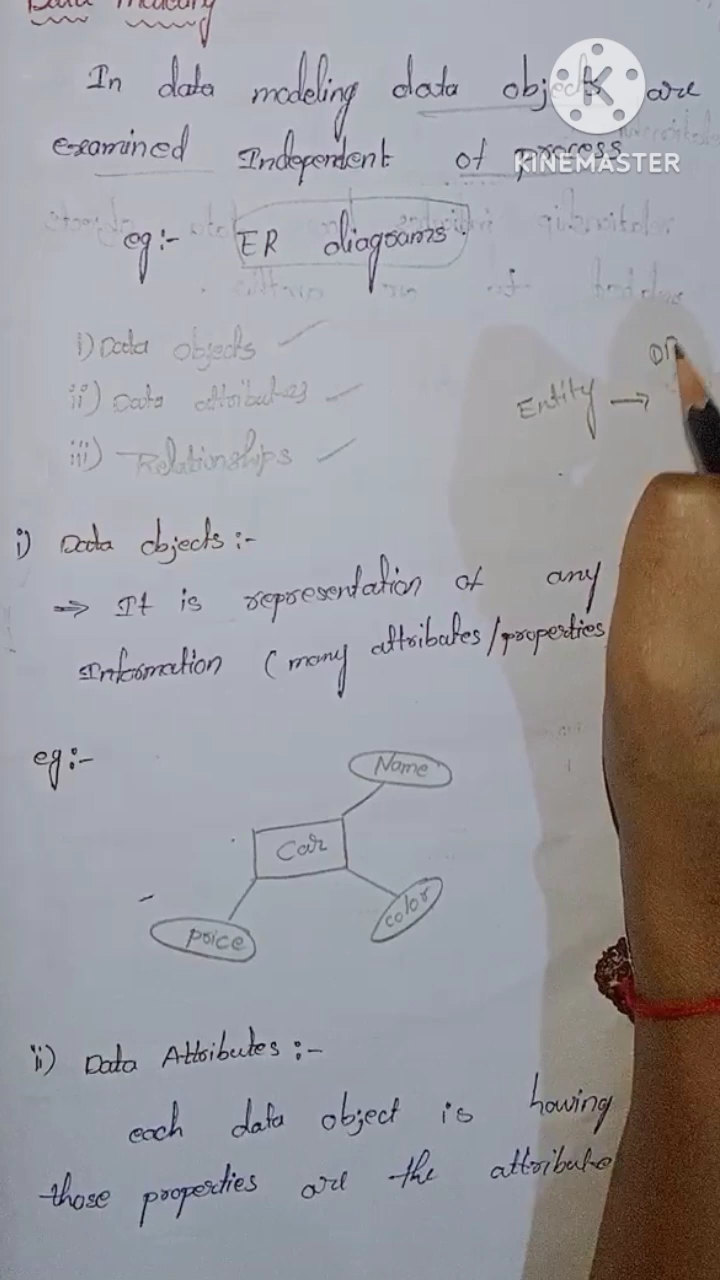 Data modeling
In data modeling data objects are
examined Independent of process
KINEMASTER
eg:- ER diagrams
i) Data objects
ii) Data attributes
iii) Relationships
Entity →
i) Data objects :-
⇒ It is representation of any
Information (many attributes/properties
eg:-
Name
Car
color
price
ii) Data Attributes :-
each data object is having
those properties are the attribute